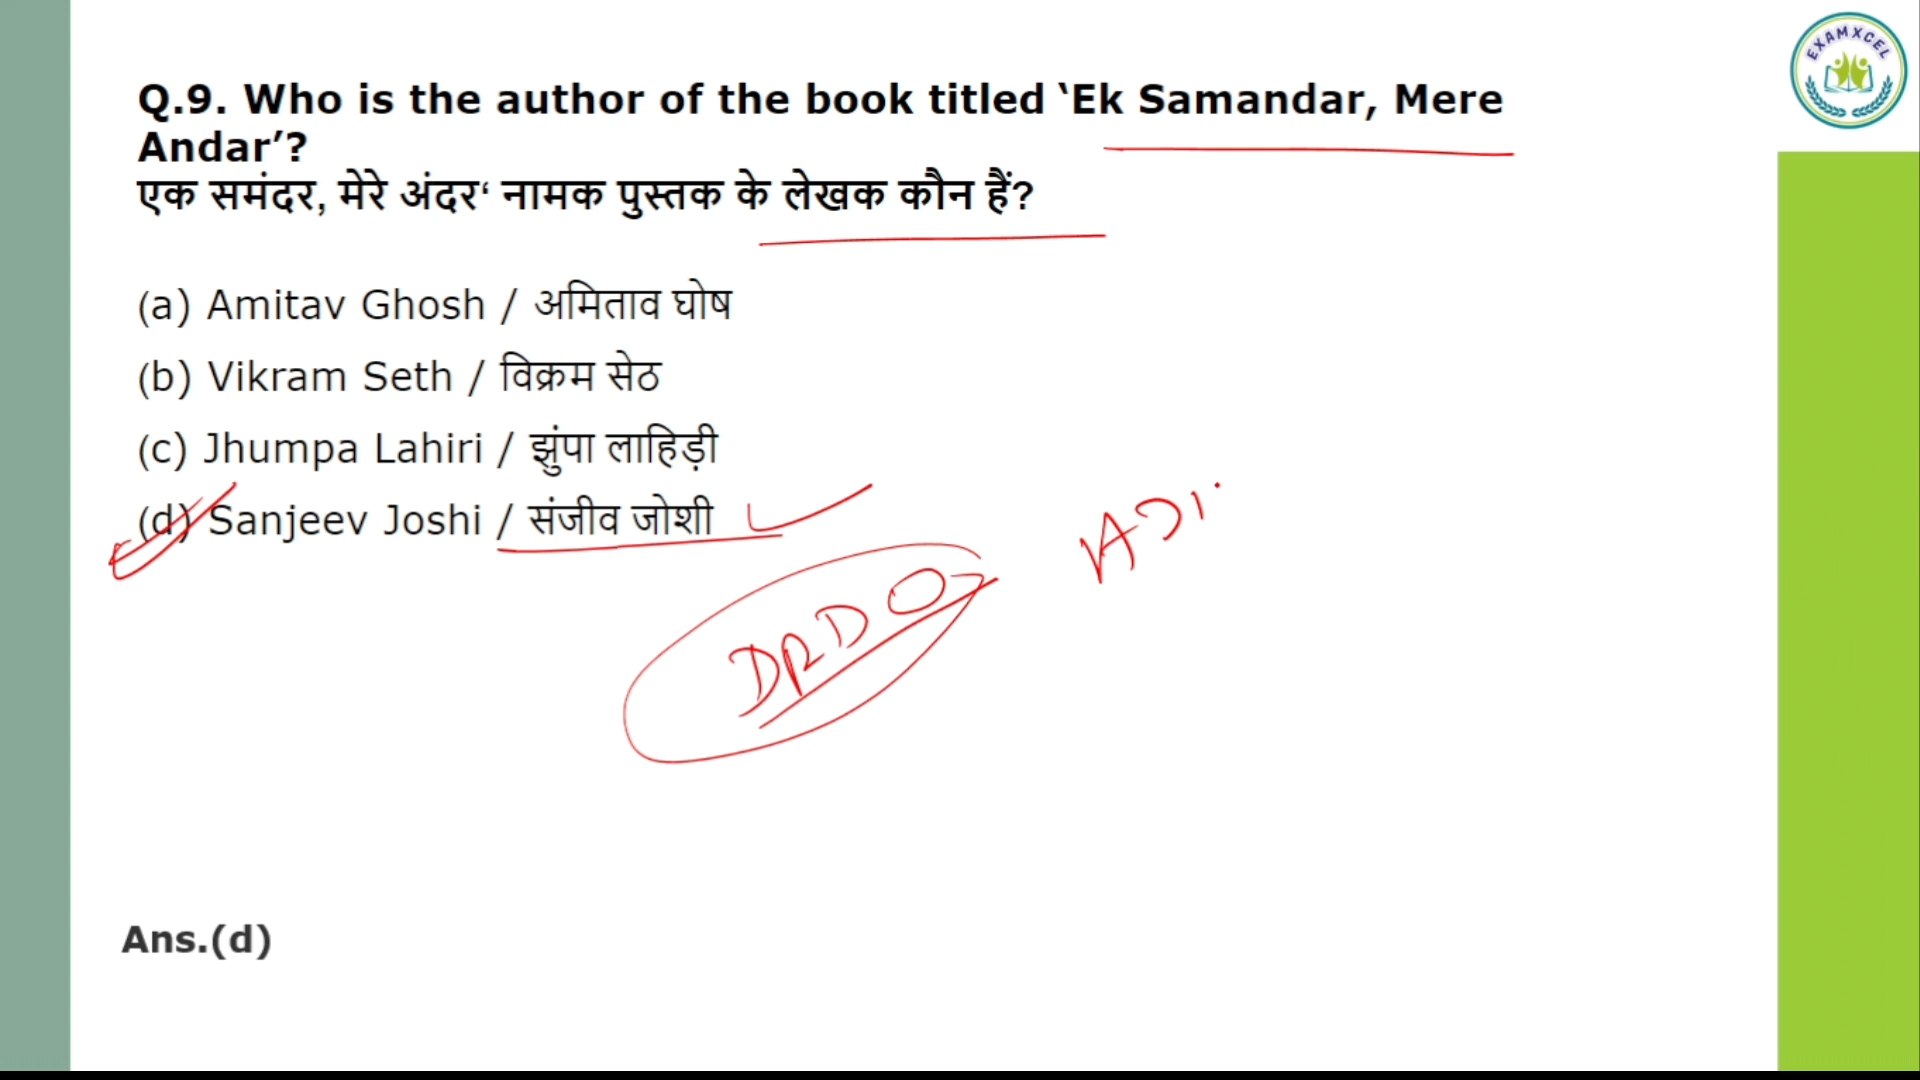 EXAMXCEL
Q.9. Who is the author of the book titled ‘Ek Samandar, Mere
Andar’?
एक समंदर, मेरे अंदर‘ नामक पुस्तक के लेखक कौन हैं?
(a) Amitav Ghosh / अमिताव घोष
(b) Vikram Seth / विक्रम सेठ
(c) Jhumpa Lahiri / झुंपा लाहिड़ी
(d) Sanjeev Joshi / संजीव जोशी
DRDO
Ans.(d)